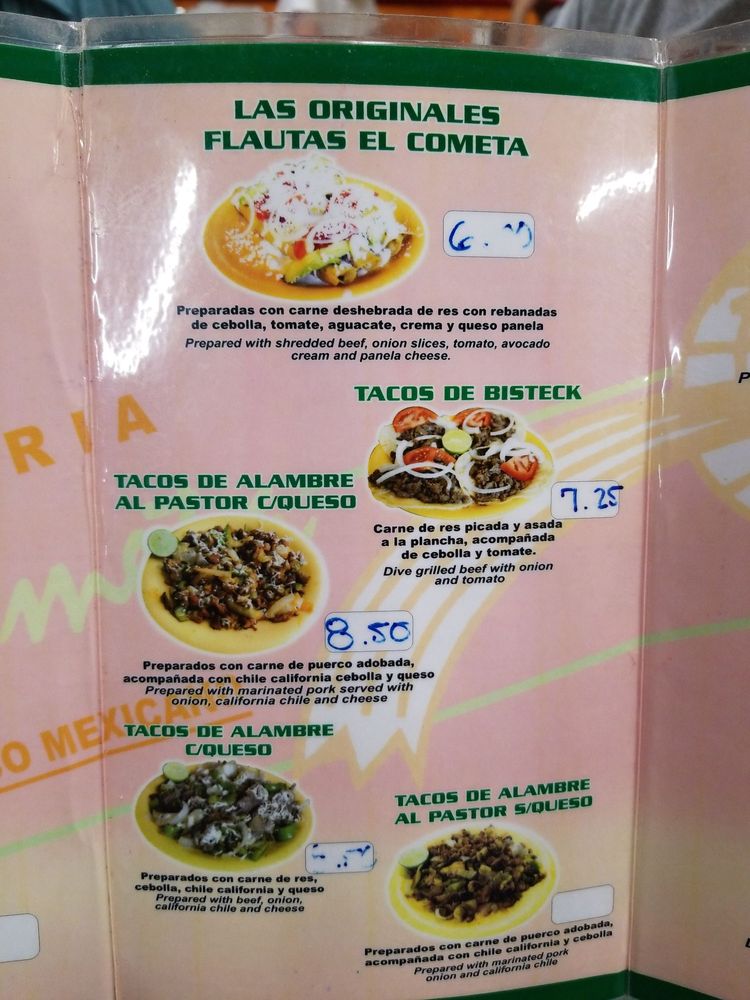 LAS ORIGINALES
FLAUTAS EL COMETA
Preparadas con carne deshebrada de res con rebanadas
de cebolla, tomate, aguacate, crema y queso panela
Prepared with shredded beef, onion slices, tomato, avocado
cream and panela cheese.
TACOS DE BISTECK
7.25
Carne de res picada y asada
a la plancha, acompañada
de cebolla y tomate.
Dive grilled beef with onion
and tomato
TACOS DE ALAMBRE
AL PASTOR C/QUESO
8.50
Preparados con carne de puerco adobada,
acompañada con chile california cebolla y queso
Prepared with marinated pork served with
onion, california chile and cheese
TACOS DE ALAMBRE
C/QUESO
Preparados con carne de res,
cebolla, chile california y queso
Prepared with beef, onion,
california chile and cheese
TACOS DE ALAMBRE
AL PASTOR S/QUESO
Preparados con carne de puerco adobada,
acompañada con chile california y cebolla
Prepared with marinated pork
onion and california chile